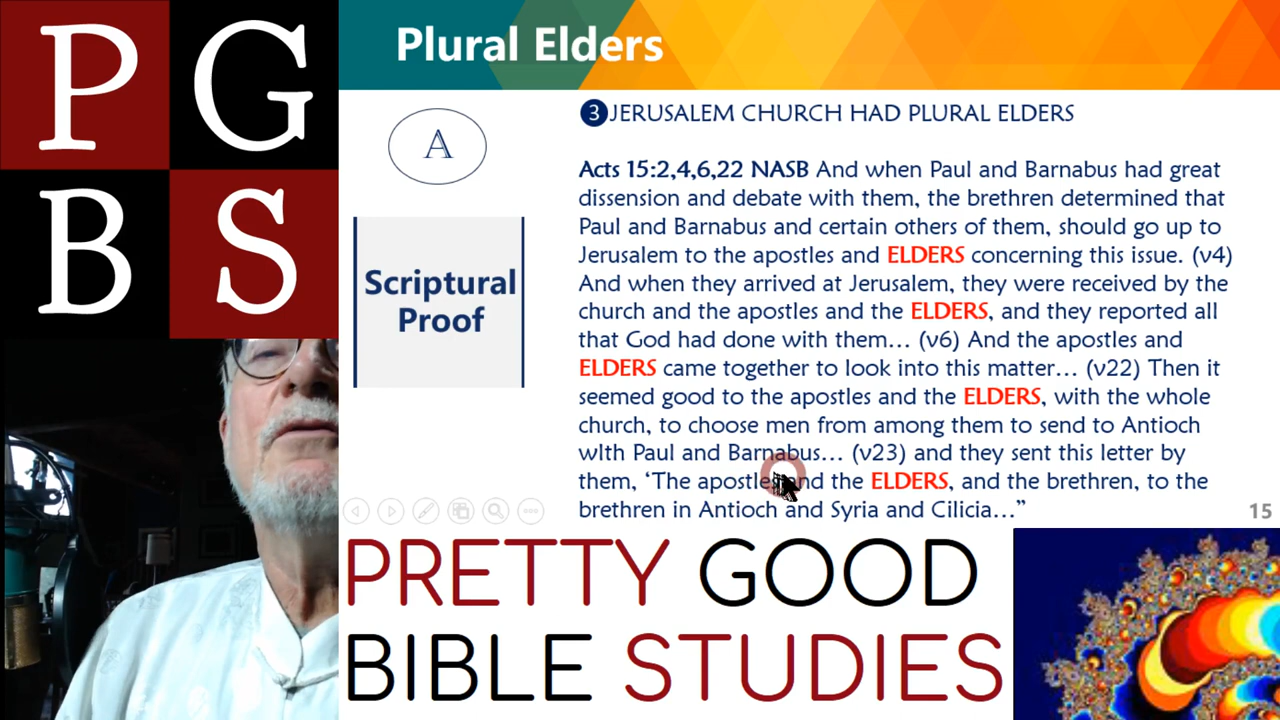 PG
BS
Plural Elders
A
Scriptural
Proof
3 JERUSALEM CHURCH HAD PLURAL ELDERS
Acts 15:2,4,6,22 NASB And when Paul and Barnabus had great
dissension and debate with them, the brethren determined that
Paul and Barnabus and certain others of them, should go up to
Jerusalem to the apostles and ELDERS concerning this issue. (v4)
And when they arrived at Jerusalem, they were received by the
church and the apostles and the ELDERS, and they reported all
that God had done with them... (v6) And the apostles and
ELDERS came together to look into this matter... (v22) Then it
seemed good to the apostles and the ELDERS, with the whole
church, to choose men from among them to send to Antioch
wIth Paul and Barnabus... (v23) and they sent this letter by
them, ‘The apostles and the ELDERS, and the brethren, to the
brethren in Antioch and Syria and Cilicia...”
15
PRETTY GOOD
BIBLE STUDIES